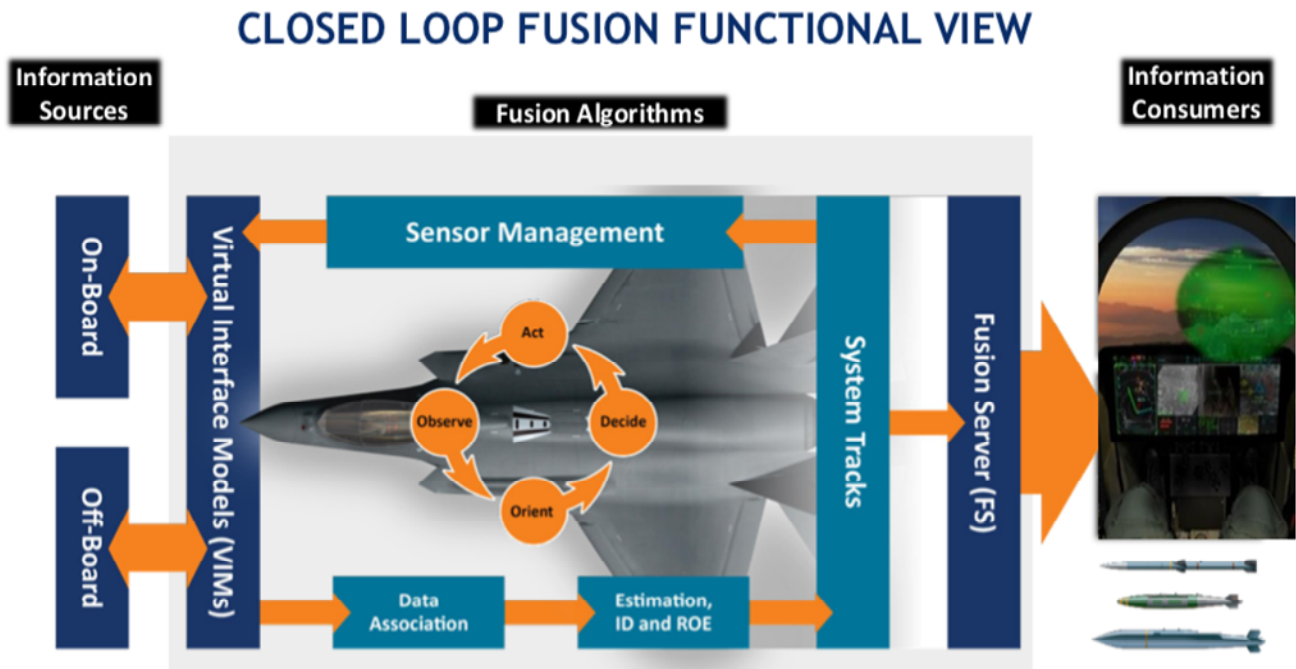 CLOSED LOOP FUSION FUNCTIONAL VIEW
Information
Sources
Fusion Algorithms
Information
Consumers
On-Board
Off-Board
Virtual Interface Models (VIMs)
Sensor Management
Act
Observe
Decide
Orient
Data
Association
Estimation,
ID and ROE
System Tracks
Fusion Server (FS)